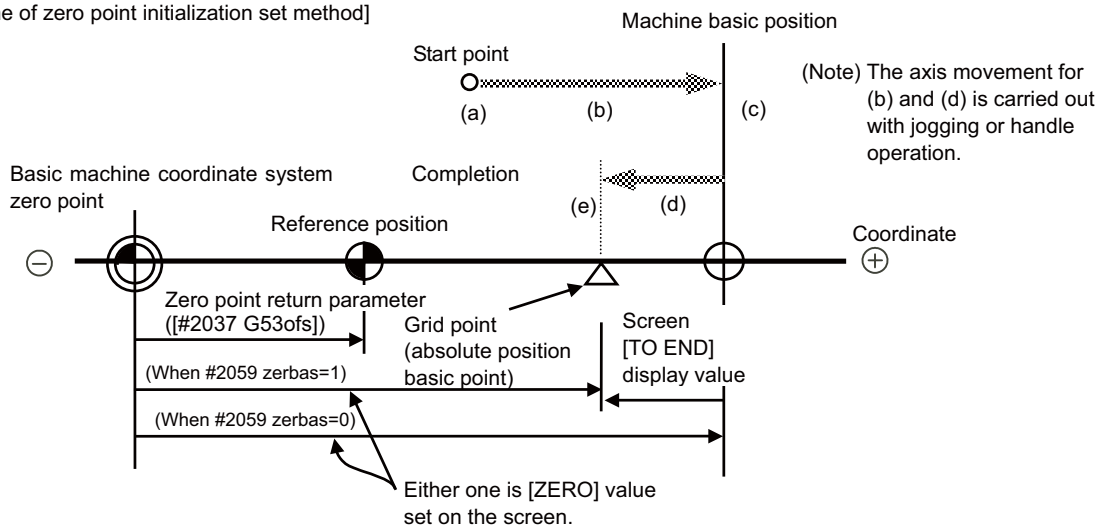 e of zero point initialization set method]
Machine basic position
Start point
(Note) The axis movement for
(b) and (d) is carried out
with jogging or handle
operation.
(a)
(b)
(c)
Basic machine coordinate system
zero point
Completion
(e)
(d)
Reference position
Coordinate
−
+
Zero point return parameter
([#2037 G53ofs])
Grid point
(absolute position
basic point)
Screen
[TO END]
display value
(When #2059 zerbas=1)
(When #2059 zerbas=0)
Either one is [ZERO] value
set on the screen.